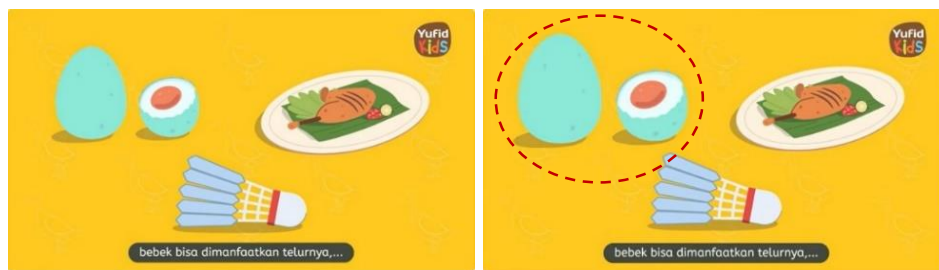 Yufid
KiDS
bebek bisa dimanfaatkan telurnya,...
Yufid
KiDS
bebek bisa dimanfaatkan telurnya,...